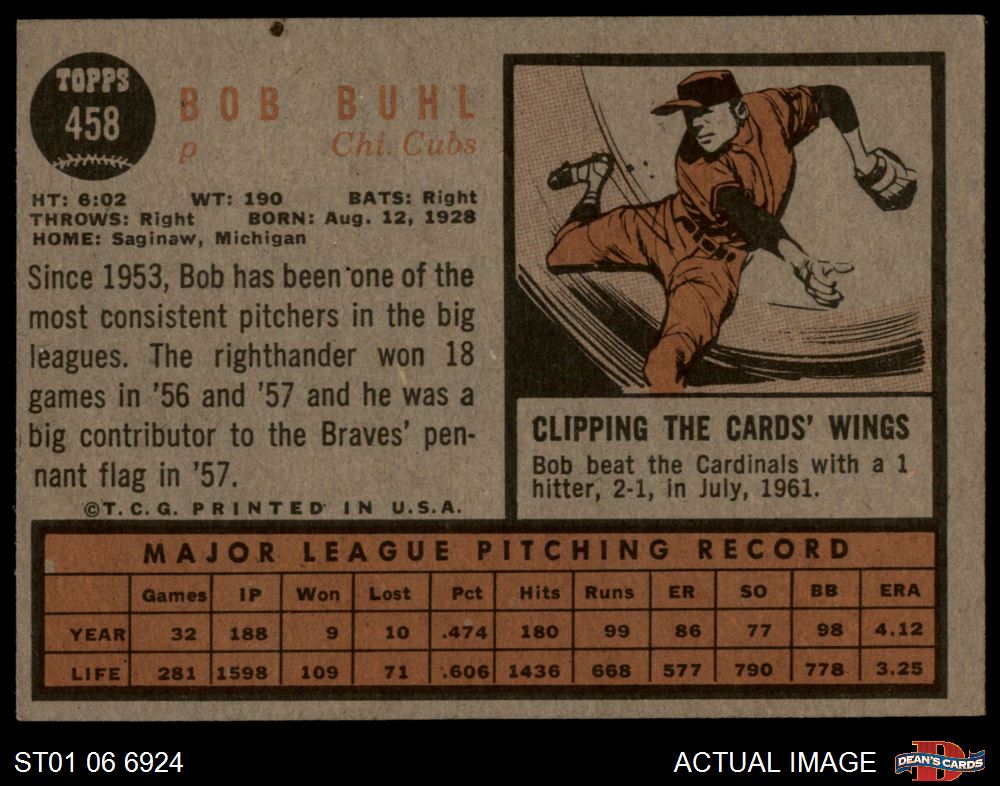 TOPPS
458
BOB BUHL
p Chi. Cubs
HT: 6:02 WT: 190 BATS: Right
THROWS: Right BORN: Aug. 12, 1928
HOME: Saginaw, Michigan
Since 1953, Bob has been one of the
most consistent pitchers in the big
leagues. The righthander won 18
games in '56 and '57 and he was a
big contributor to the Braves' pen-
nant flag in '57.
©T.C.G. PRINTED IN U.S.A.
CLIPPING THE CARDS' WINGS
Bob beat the Cardinals with a 1
hitter, 2-1, in July, 1961.
MAJOR LEAGUE PITCHING RECORD
Games IP Won Lost Pct Hits Runs ER SO BB ERA
YEAR 32 188 9 10 .474 180 99 86 77 98 4.12
LIFE 281 1598 109 71 .606 1436 668 577 790 778 3.25
ST01 06 6924 ACTUAL IMAGE
D
DEAN'S CARDS